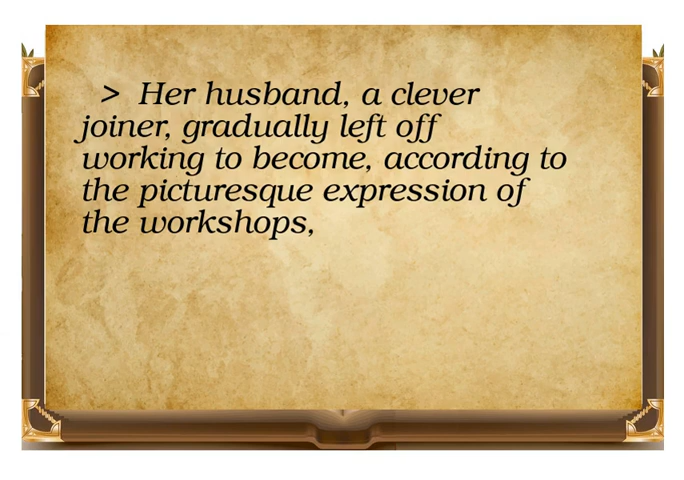 > Her husband, a clever
joiner, gradually left off
working to become, according to
the picturesque expression of
the workshops,